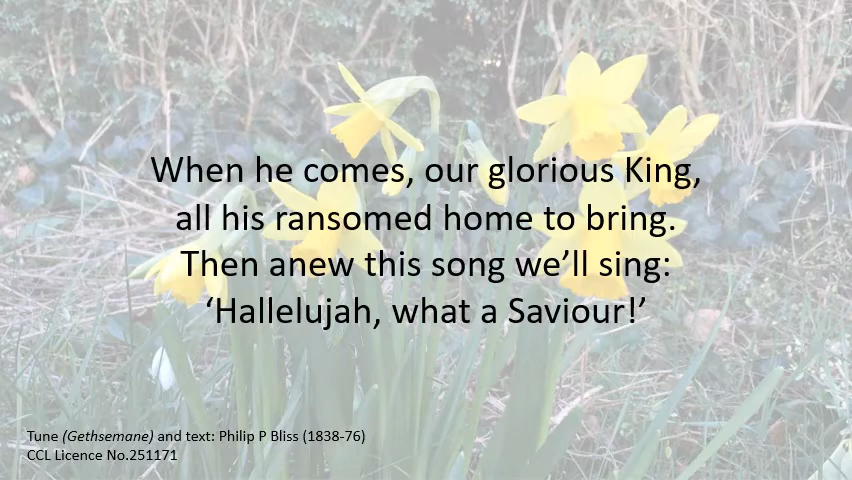 When he comes, our glorious King,
all his ransomed home to bring.
Then anew this song we’ll sing:
‘Hallelujah, what a Saviour!’
Tune (Gethsemane) and text: Philip P Bliss (1838-76)
CCL Licence No.251171